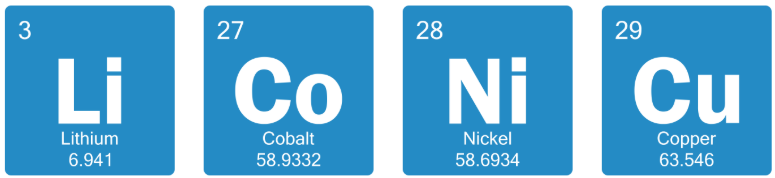 3
Li
Lithium
6.941
27
Co
Cobalt
58.9332
28
Ni
Nickel
58.6934
29
Cu
Copper
63.546